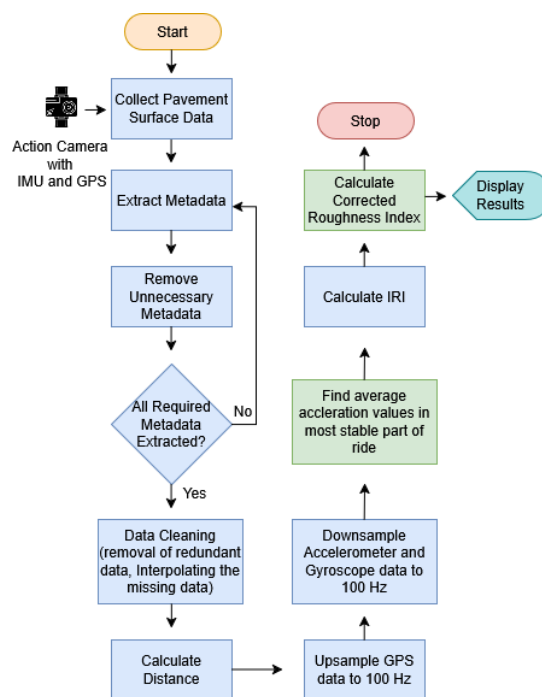 Start
Collect Pavement
Surface Data
Action Camera
with
IMU and GPS
Extract Metadata
Remove
Unnecessary
Metadata
All Required
Metadata
Extracted?
No
Yes
Data Cleaning
(removal of redundant
data, Interpolating the
missing data)
Calculate
Distance
Upsample GPS
data to 100 Hz
Downsample
Accelerometer and
Gyroscope data to
100 Hz
Find average
accleration values in
most stable part of
ride
Calculate IRI
Calculate
Corrected
Roughness Index
Display
Results
Stop